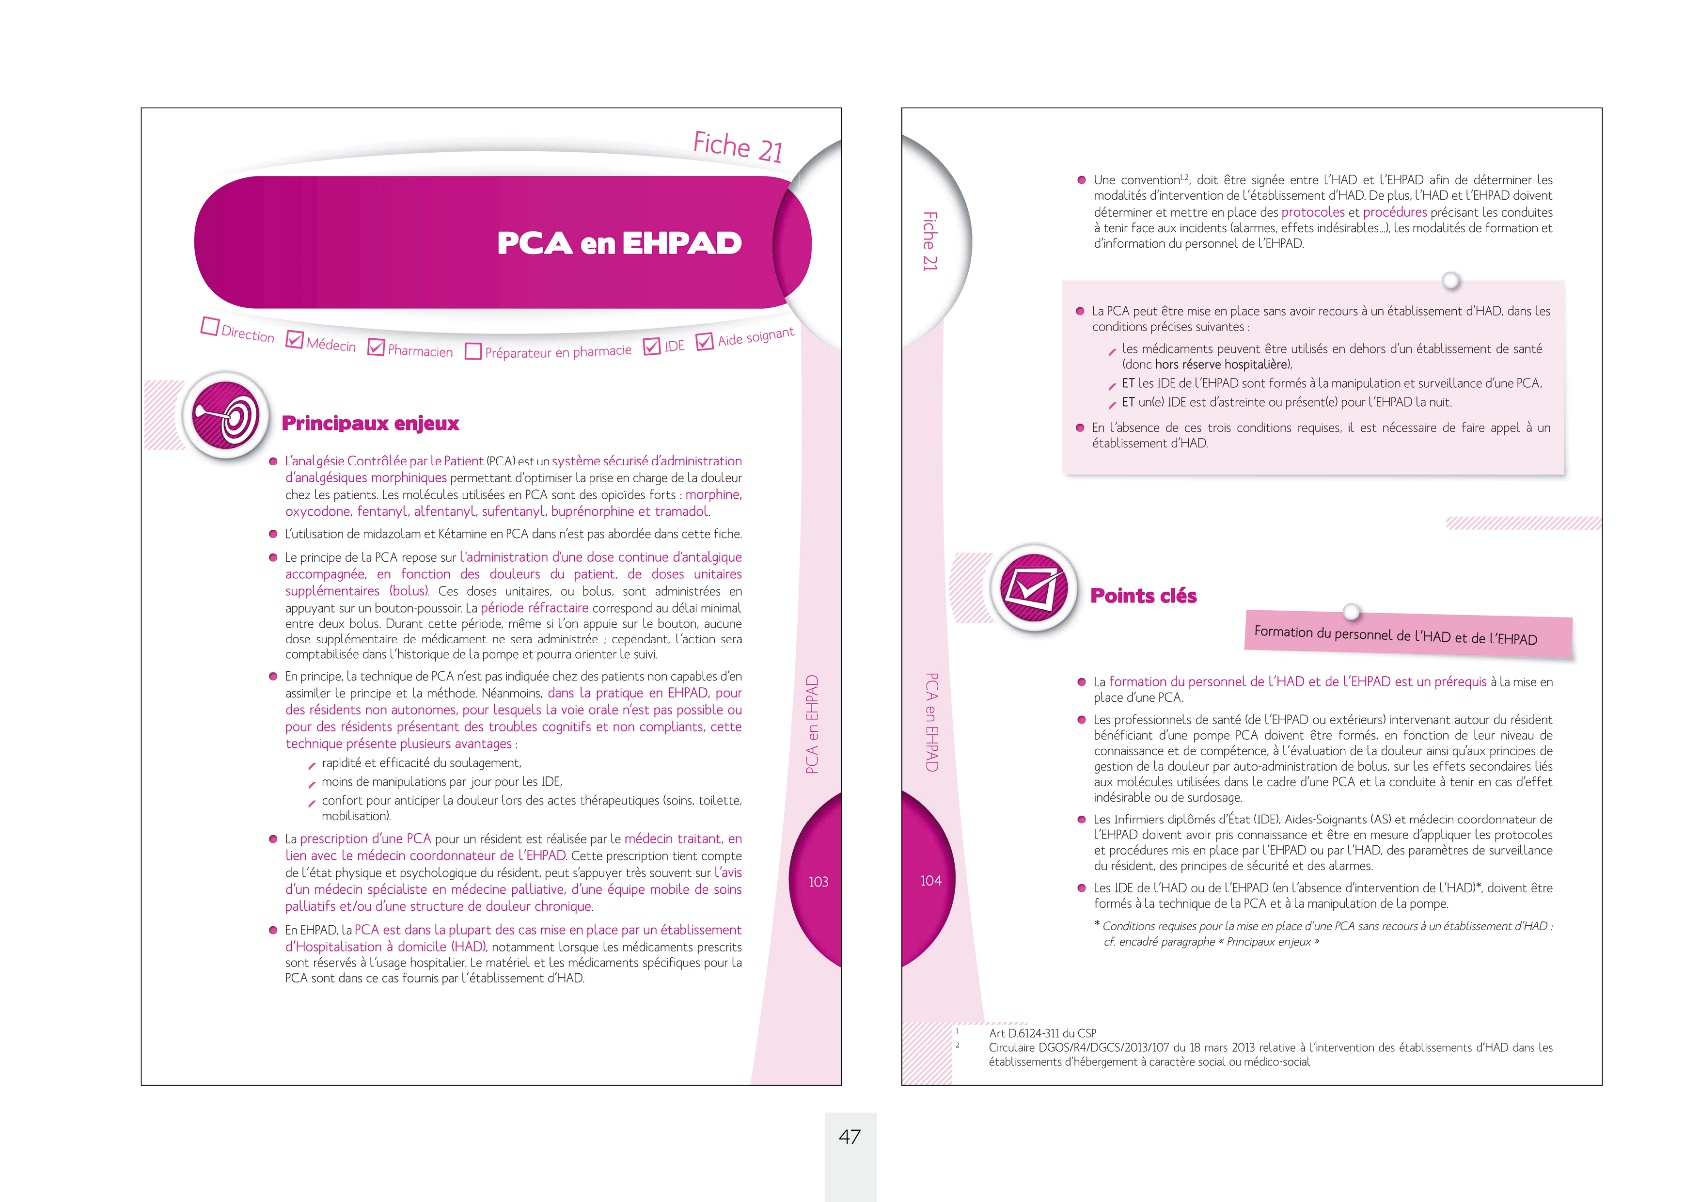 Fiche 21
PCA en EHPAD
Direction
Médecin
Pharmacien
Préparateur en pharmacie
IDE
Aide soignant
Principaux enjeux
L'analgésie Contrôlée par le Patient (PCA) est un système sécurisé d'administration
d'analgésiques morphiniques permettant d'optimiser la prise en charge de la douleur
chez les patients. Les molécules utilisées en PCA sont des opioïdes forts : morphine,
oxycodone, fentanyl, alfentanyl, sufentanyl, buprénorphine et tramadol.
L'utilisation de midazolam et Kétamine en PCA dans n'est pas abordée dans cette fiche.
Le principe de la PCA repose sur l'administration d'une dose continue d'antalgique
accompagnée, en fonction des douleurs du patient, de doses unitaires
supplémentaires (bolus). Ces doses unitaires, ou bolus, sont administrées en
appuyant sur un bouton-poussoir. La période réfractaire correspond au délai minimal
entre deux bolus. Durant cette période, même si l'on appuie sur le bouton, aucune
dose supplémentaire de médicament ne sera administrée ; cependant, l'action sera
comptabilisée dans l'historique de la pompe et pourra orienter le suivi.
En principe, la technique de PCA n'est pas indiquée chez des patients non capables d'en
assimiler le principe et la méthode. Néanmoins, dans la pratique en EHPAD, pour
des résidents non autonomes, pour lesquels la voie orale n'est pas possible ou
pour des résidents présentant des troubles cognitifs et non compliants, cette
technique présente plusieurs avantages :
rapidité et efficacité du soulagement,
moins de manipulations par jour pour les IDE,
confort pour anticiper la douleur lors des actes thérapeutiques (soins, toilette,
mobilisation).
La prescription d'une PCA pour un résident est réalisée par le médecin traitant, en
lien avec le médecin coordonnateur de l'EHPAD. Cette prescription tient compte
de l'état physique et psychologique du résident, peut s'appuyer très souvent sur l'avis
d'un médecin spécialiste en médecine palliative, d'une équipe mobile de soins
palliatifs et/ou d'une structure de douleur chronique.
En EHPAD, la PCA est dans la plupart des cas mise en place par un établissement
d'Hospitalisation à domicile (HAD), notamment lorsque les médicaments prescrits
sont réservés à l'usage hospitalier. Le matériel et les médicaments spécifiques pour la
PCA sont dans ce cas fournis par l'établissement d'HAD.
PCA en EHPAD
103
Fiche 21
PCA en EHPAD
104
Une convention1,2, doit être signée entre l'HAD et l'EHPAD afin de déterminer les
modalités d'intervention de l'établissement d'HAD. De plus, l'HAD et l'EHPAD doivent
déterminer et mettre en place des protocoles et procédures précisant les conduites
à tenir face aux incidents (alarmes, effets indésirables...), les modalités de formation et
d'information du personnel de l'EHPAD.
La PCA peut être mise en place sans avoir recours à un établissement d'HAD, dans les
conditions précises suivantes :
les médicaments peuvent être utilisés en dehors d'un établissement de santé
(donc hors réserve hospitalière),
ET les IDE de l'EHPAD sont formés à la manipulation et surveillance d'une PCA,
ET un(e) IDE est d'astreinte ou présent(e) pour l'EHPAD la nuit.
En l'absence de ces trois conditions requises, il est nécessaire de faire appel à un
établissement d'HAD.
Points clés
Formation du personnel de l'HAD et de l'EHPAD
La formation du personnel de l'HAD et de l'EHPAD est un prérequis à la mise en
place d'une PCA.
Les professionnels de santé (de l'EHPAD ou extérieurs) intervenant autour du résident
bénéficiant d'une pompe PCA doivent être formés, en fonction de leur niveau de
connaissance et de compétence, à l'évaluation de la douleur ainsi qu'aux principes de
gestion de la douleur par auto-administration de bolus, sur les effets secondaires liés
aux molécules utilisées dans le cadre d'une PCA et la conduite à tenir en cas d'effet
indésirable ou de surdosage.
Les Infirmiers diplômés d'État (IDE), Aides-Soignants (AS) et médecin coordonnateur de
l'EHPAD doivent avoir pris connaissance et être en mesure d'appliquer les protocoles
et procédures mis en place par l'EHPAD ou par l'HAD, des paramètres de surveillance
du résident, des principes de sécurité et des alarmes.
Les IDE de l'HAD ou de l'EHPAD (en l'absence d'intervention de l'HAD)*, doivent être
formés à la technique de la PCA et à la manipulation de la pompe.
* Conditions requises pour la mise en place d'une PCA sans recours à un établissement d'HAD :
cf. encadré paragraphe « Principaux enjeux »
1 Art D.6124-311 du CSP
2 Circulaire DGOS/R4/DGCS/2013/107 du 18 mars 2013 relative à l'intervention des établissements d'HAD dans les
établissements d'hébergement à caractère social ou médico-social
47